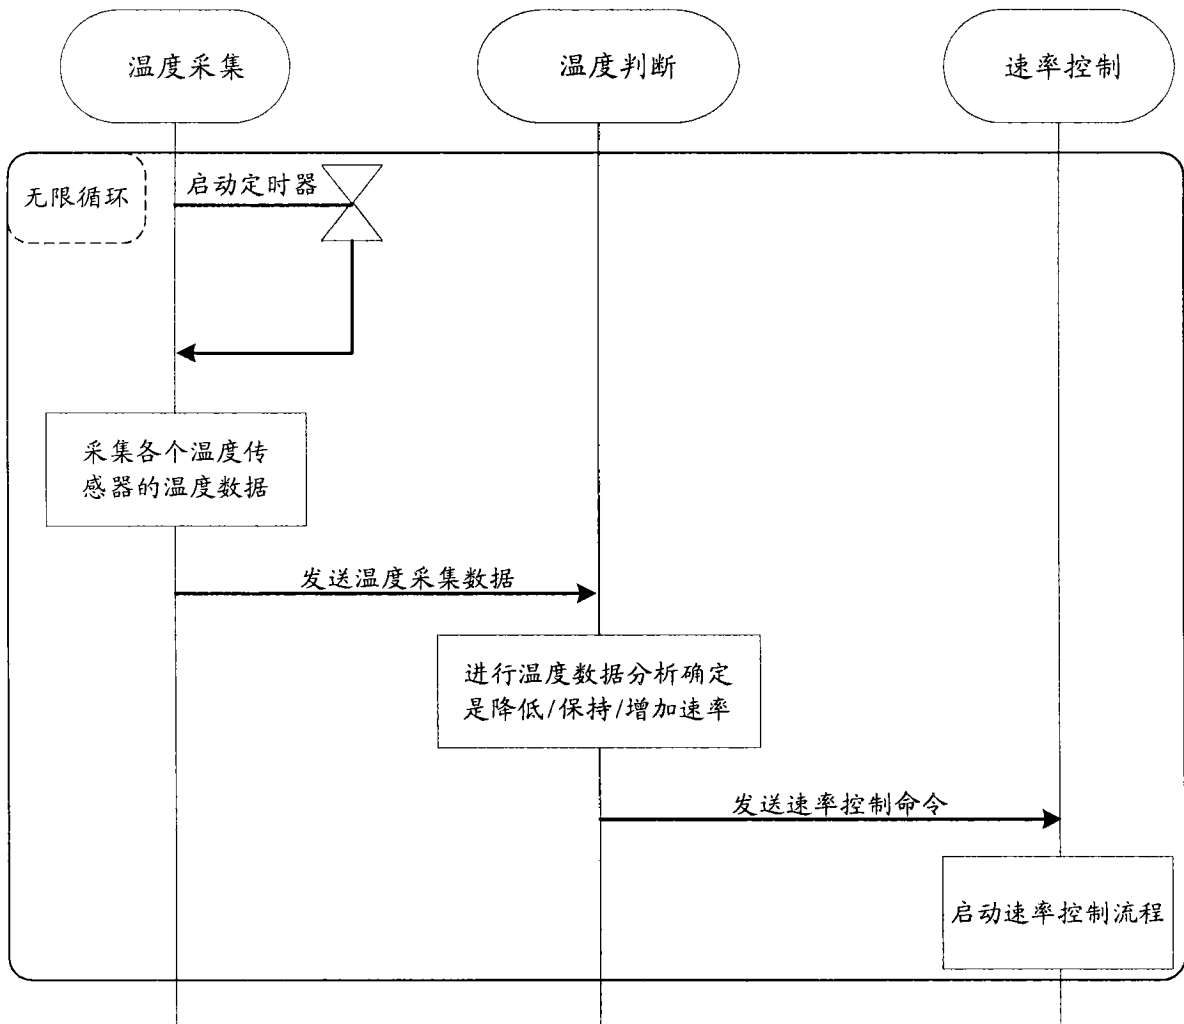 温度采集
温度判断
速率控制
无限循环
启动定时器
采集各个温度传
感器的温度数据
发送温度采集数据
进行温度数据分析确定
是降低/保持/增加速率
发送速率控制命令
启动速率控制流程